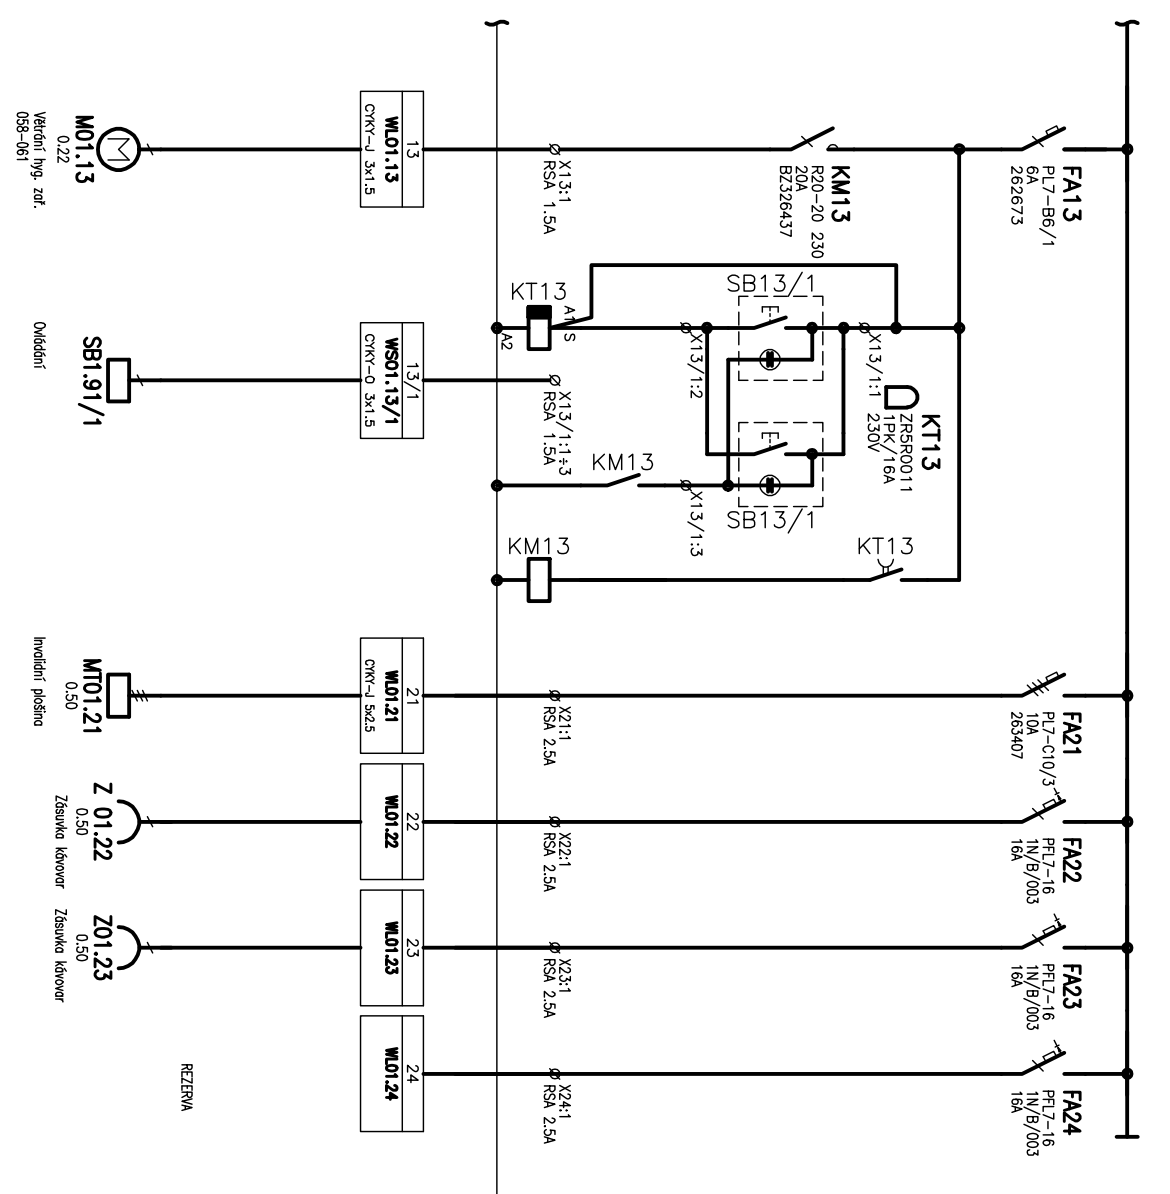 FA13
PL7-B6/1
6A
262673
KM13
R20-20 230
20A
BZ326437
X13:1
RSA 1.5A
13
WL01.13
CYKY-J 3x1.5
M01.13
0.22
Větrání hyg. zař.
058-061
KT13
A1
S
A2
SB13/1
X13/1:2
X13/1:1
KT13
ZR5R0011
1PK/16A
230V
13/1
WS01.13/1
CYKY-O 3x1.5
X13/1:1÷3
RSA 1.5A
SB1.91/1
Ovládání
KM13
X13/1:3
SB13/1
KM13
KT13
FA21
PL7-C10/3
10A
263407
X21:1
RSA 2.5A
21
WL01.21
CYKY-J 5x2.5
MT01.21
0.50
Invalidní plošina
FA22
PFL7-16
1N/B/003
16A
X22:1
RSA 2.5A
22
WL01.22
Z 01.22
0.50
Zásuvka kávovar
FA23
PFL7-16
1N/B/003
16A
X23:1
RSA 2.5A
23
WL01.23
Z01.23
0.50
Zásuvka kávovar
FA24
PFL7-16
1N/B/003
16A
X24:1
RSA 2.5A
24
WL01.24
REZERVA
M